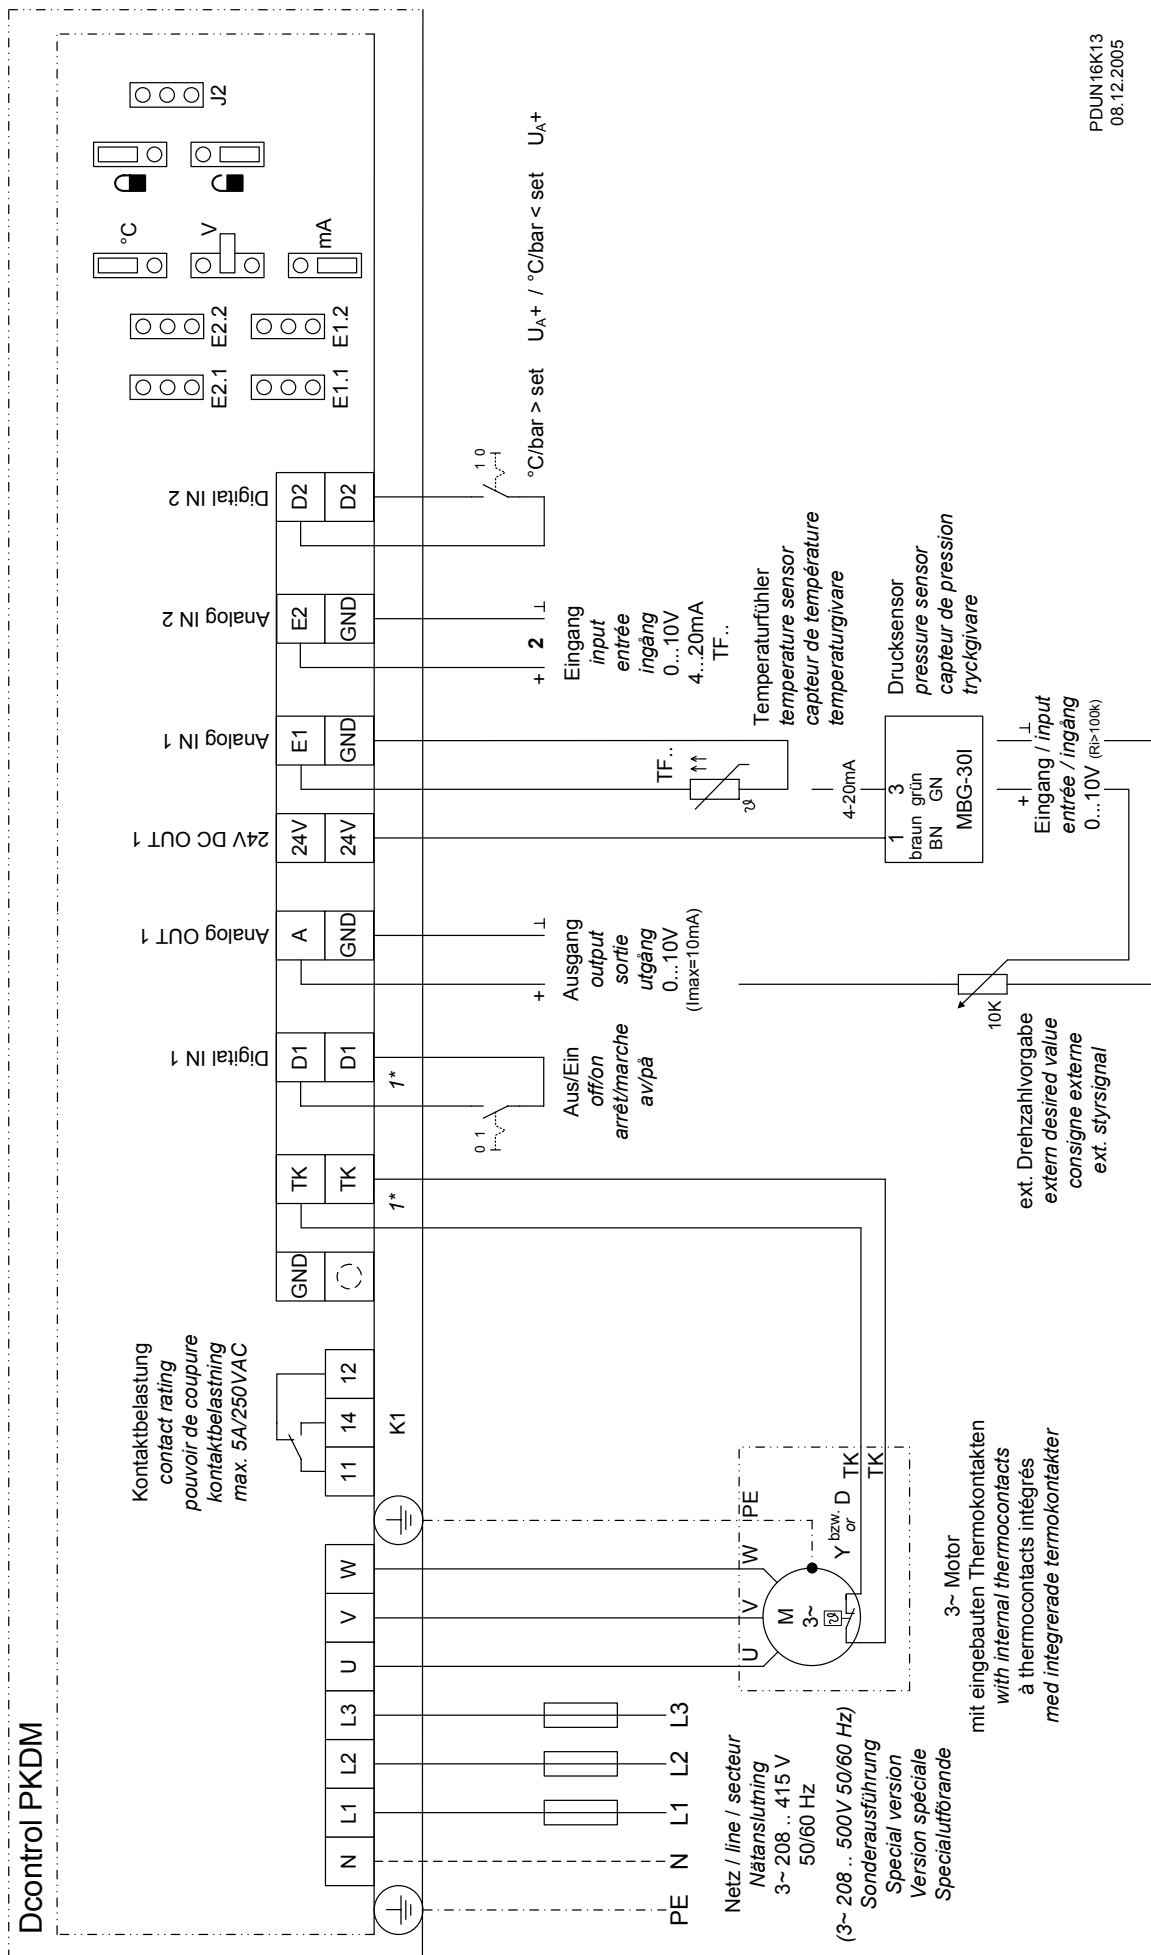 Dcontrol PKDM
Kontaktbelastung
contact rating
pouvoir de coupure
kontaktbelastning
max. 5A/250VAC
Digital IN 1
Analog OUT 1
24V DC OUT 1
Analog IN 1
Analog IN 2
Digital IN 2
E2.1
E2.2
E1.1
E1.2
°C
V
mA
J2
GND
TK
D1
A
24V
E1
E2
D2
N
L1
L2
L3
U
V
W
11
14
12
TK
D1
GND
24V
GND
GND
D2
K1
1*
1*
0 1
1 0
Aus/Ein
off/on
arrêt/marche
av/på
+ ⊥
Ausgang
output
sortie
utgång
0...10V
(Imax=10mA)
+ 2 ⊥
Eingang
input
entrée
ingång
0...10V
4...20mA
TF..
°C/bar > set UA+ / °C/bar < set UA+
TF..
ϑ
Temperaturfühler
temperature sensor
capteur de température
temperaturgivare
4-20mA
1 3
braun grün
BN GN
MBG-30I
Drucksensor
pressure sensor
capteur de pression
tryckgivare
+ ⊥
Eingang / input
entrée / ingång
0...10V (Ri>100k)
10K
ext. Drehzahlvorgabe
extern desired value
consigne externe
ext. styrsignal
PE N L1 L2 L3
Netz / line / secteur
Nätanslutning
3~ 208 .. 415 V
50/60 Hz
(3~ 208 .. 500V 50/60 Hz)
Sonderausführung
Special version
Version spéciale
Specialutförande
U V W PE
M
3~
ϑ
Y bzw. or D
TK
TK
3~ Motor
mit eingebauten Thermokontakten
with internal thermocontacts
à thermocontacts intégrés
med integrerade termokontakter
PDUN16K13
08.12.2005